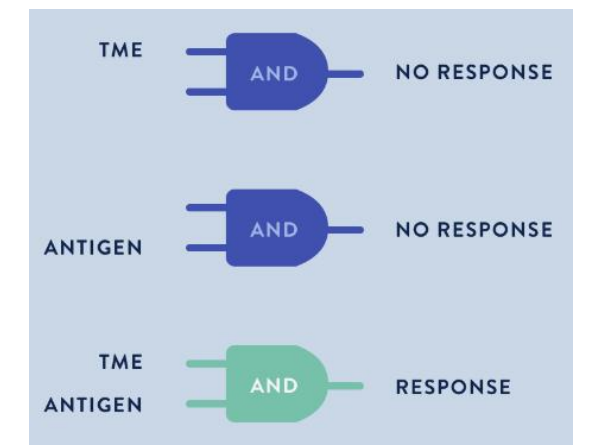 TME
AND
NO RESPONSE
AND
NO RESPONSE
ANTIGEN
TME
AND
RESPONSE
ANTIGEN